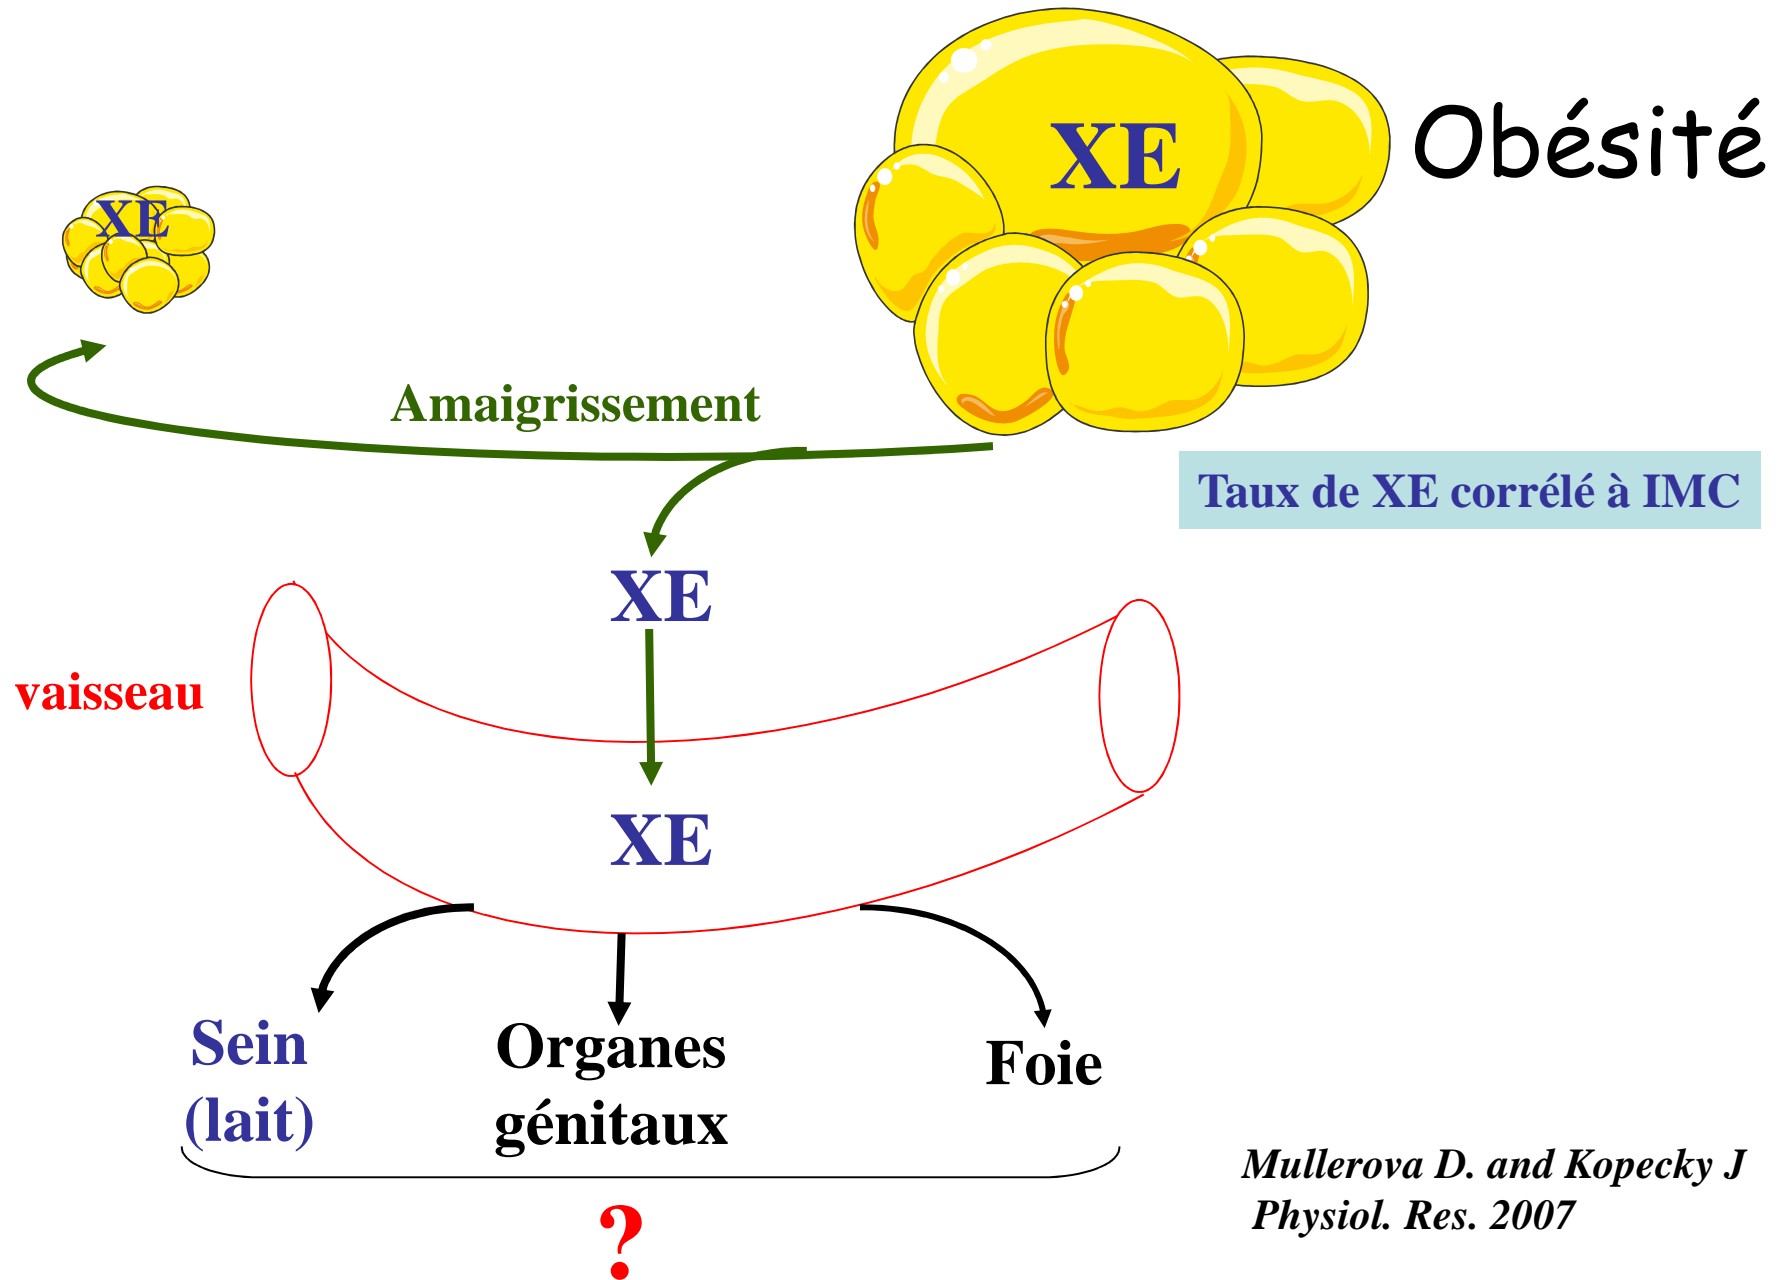 XE
Obésité
XE
Amaigrissement
Taux de XE corrélé à IMC
XE
vaisseau
XE
Sein
(lait)
Organes
génitaux
Foie
Mullerova D. and Kopecky J
Physiol. Res. 2007
?